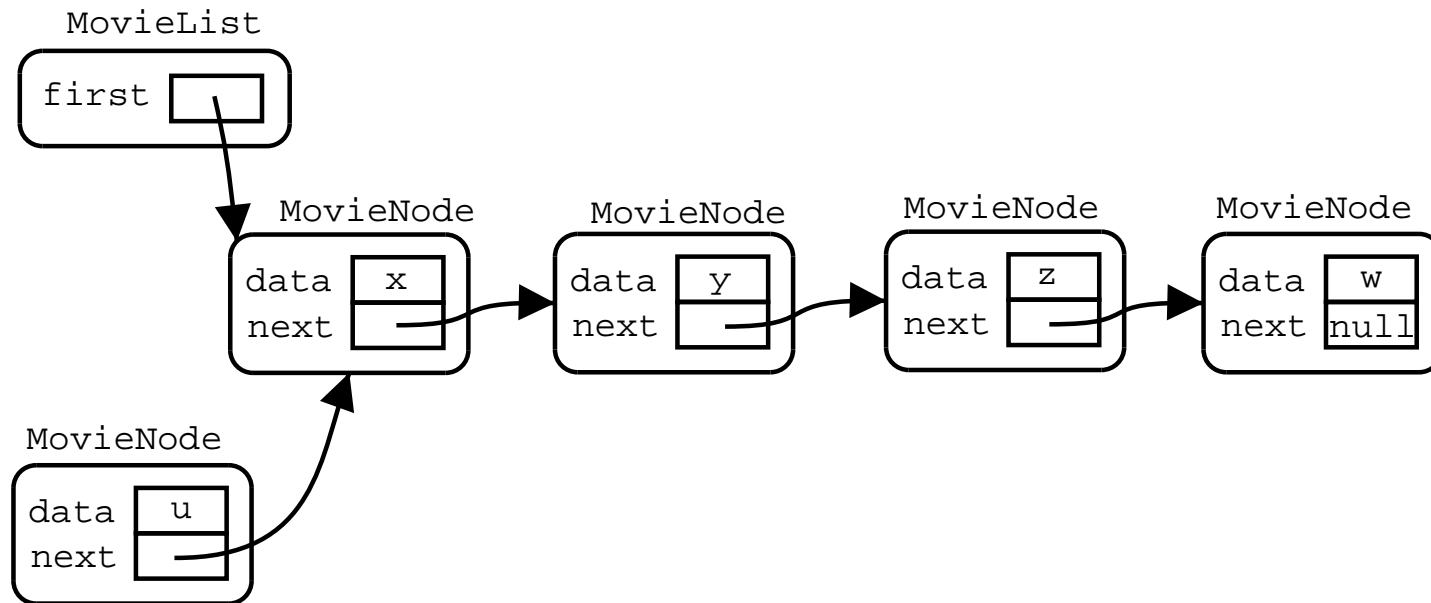 MovieList
first
MovieNode
data x
next
MovieNode
data y
next
MovieNode
data z
next
MovieNode
data w
next null
MovieNode
data u
next